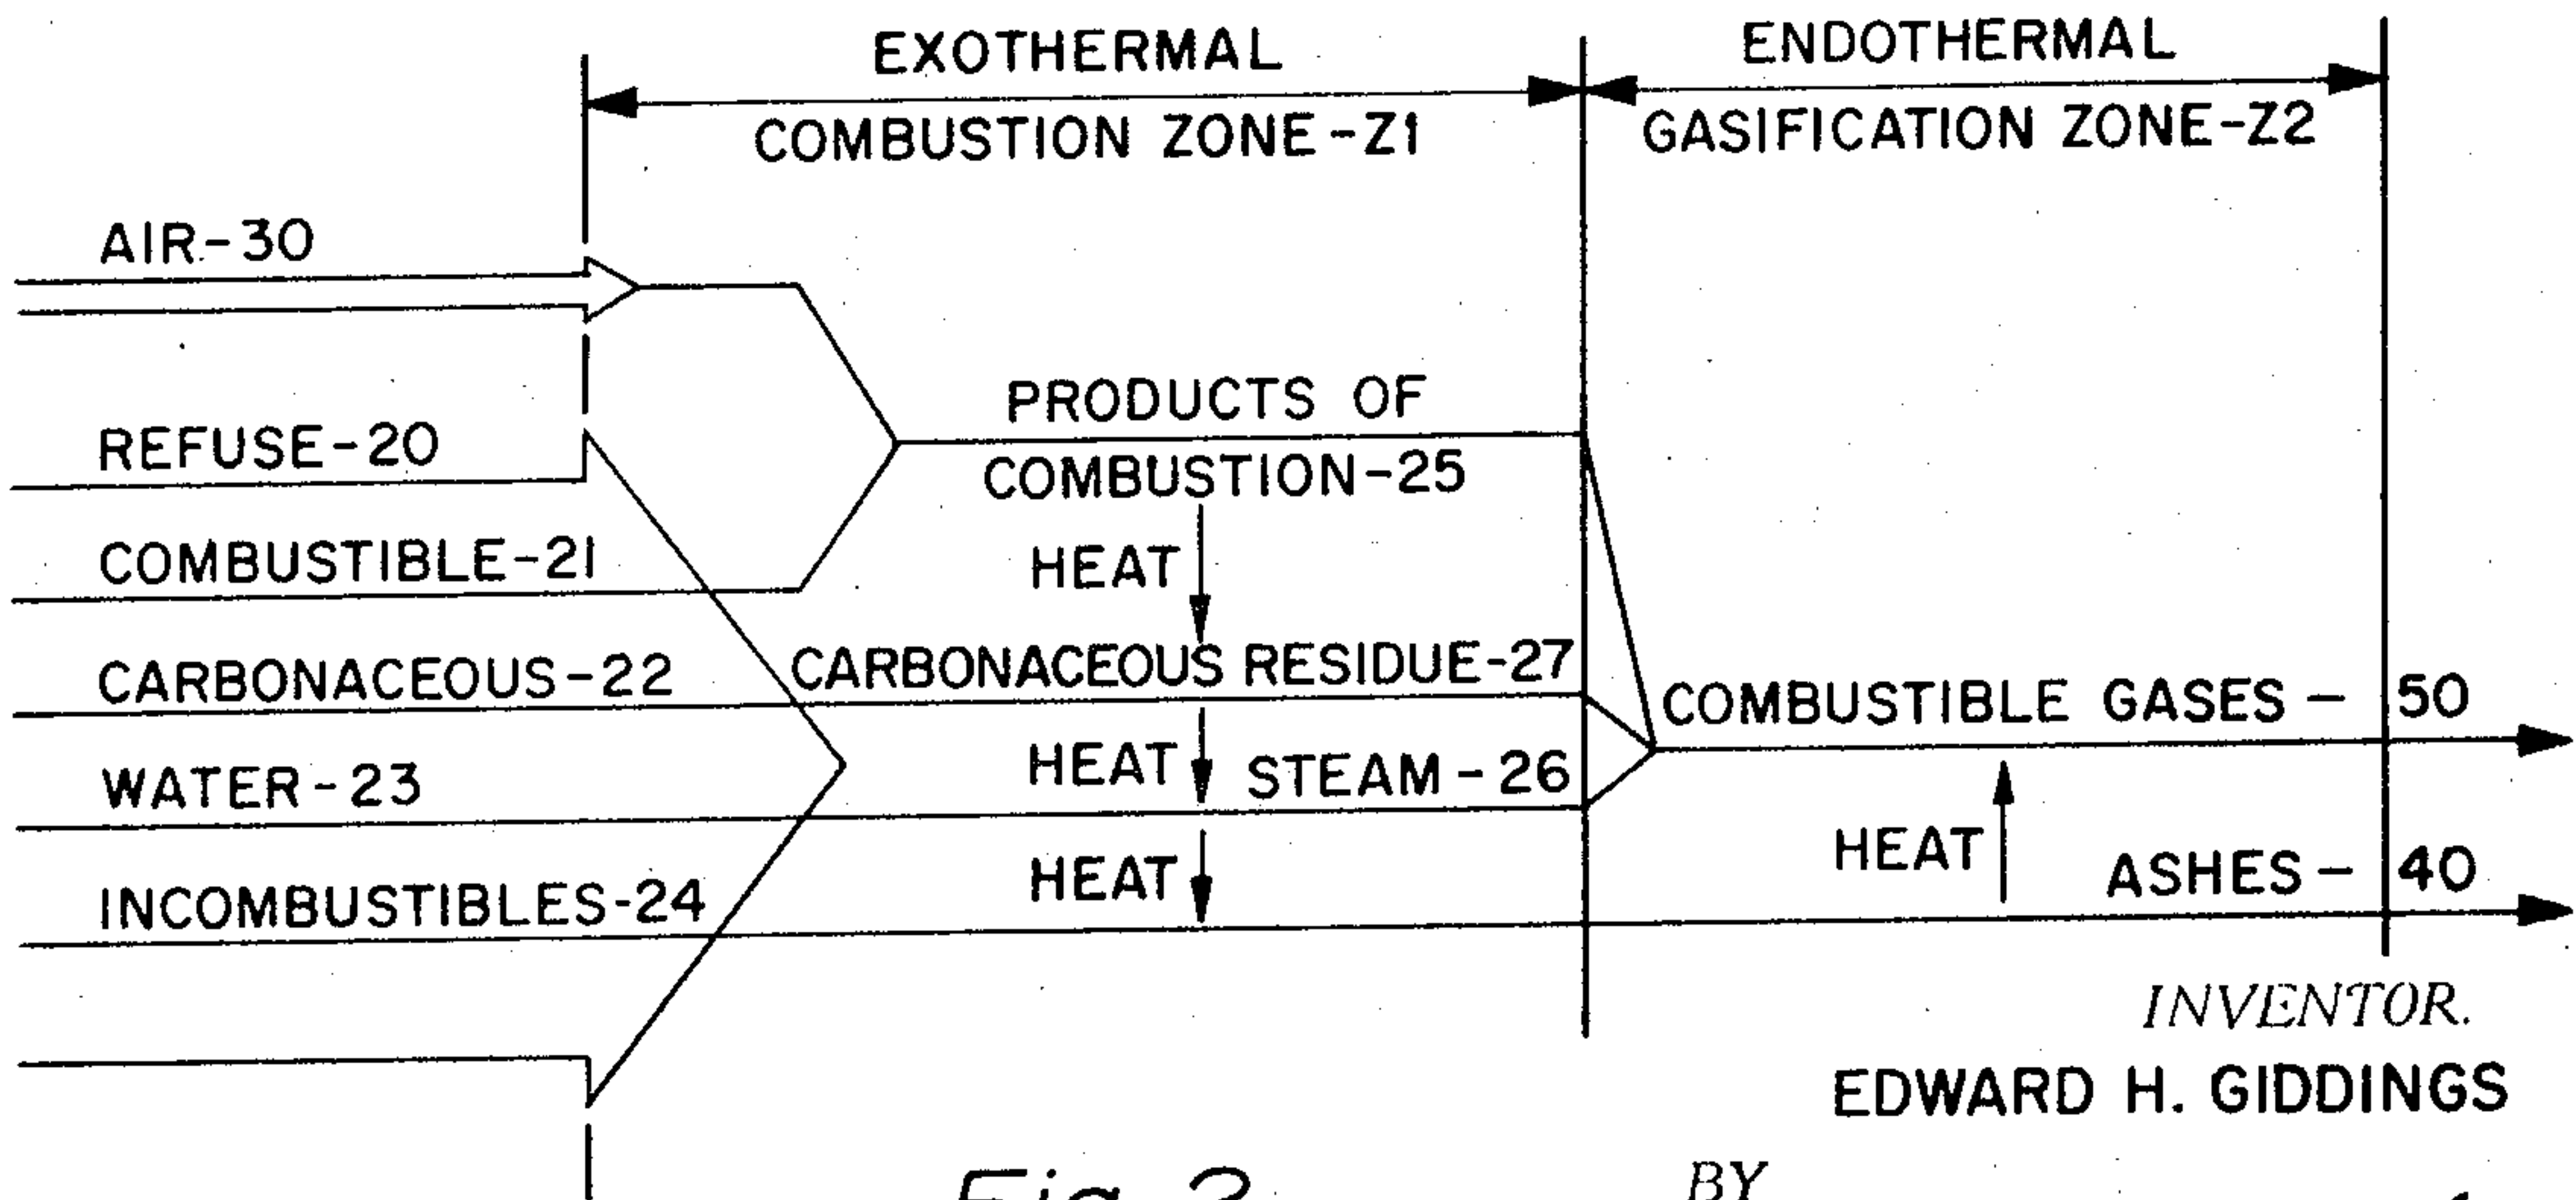 EXOTHERMAL
COMBUSTION ZONE-Z1
ENDOTHERMAL
GASIFICATION ZONE-Z2
AIR-30
REFUSE-20
COMBUSTIBLE-21
CARBONACEOUS-22
WATER-23
INCOMBUSTIBLES-24
PRODUCTS OF
COMBUSTION-25
HEAT
CARBONACEOUS RESIDUE-27
HEAT
STEAM-26
HEAT
COMBUSTIBLE GASES-50
HEAT
ASHES-40
INVENTOR.
EDWARD H. GIDDINGS
BY